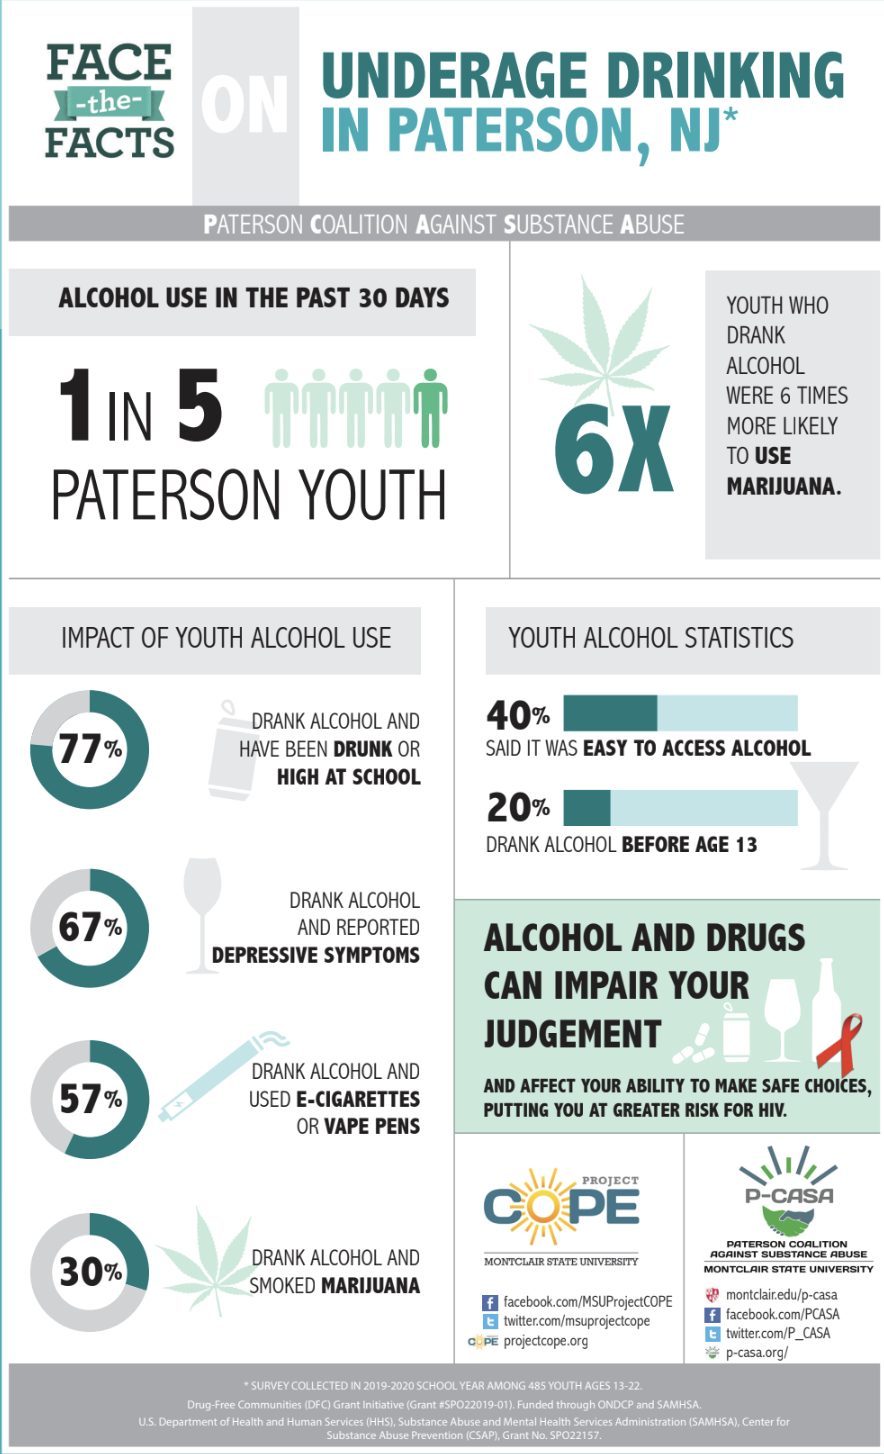 FACE
-the-
FACTS
ON
UNDERAGE DRINKING
IN PATERSON, NJ*
PATERSON COALITION AGAINST SUBSTANCE ABUSE
ALCOHOL USE IN THE PAST 30 DAYS
1 IN 5
PATERSON YOUTH
6X
YOUTH WHO
DRANK
ALCOHOL
WERE 6 TIMES
MORE LIKELY
TO USE
MARIJUANA.
IMPACT OF YOUTH ALCOHOL USE
77%
DRANK ALCOHOL AND
HAVE BEEN DRUNK OR
HIGH AT SCHOOL
67%
DRANK ALCOHOL
AND REPORTED
DEPRESSIVE SYMPTOMS
57%
DRANK ALCOHOL AND
USED E-CIGARETTES
OR VAPE PENS
30%
DRANK ALCOHOL AND
SMOKED MARIJUANA
YOUTH ALCOHOL STATISTICS
40%
SAID IT WAS EASY TO ACCESS ALCOHOL
20%
DRANK ALCOHOL BEFORE AGE 13
ALCOHOL AND DRUGS
CAN IMPAIR YOUR
JUDGEMENT
AND AFFECT YOUR ABILITY TO MAKE SAFE CHOICES,
PUTTING YOU AT GREATER RISK FOR HIV.
PROJECT
COPE
MONTCLAIR STATE UNIVERSITY
facebook.com/MSUProjectCOPE
twitter.com/msuprojectcope
COPE projectcope.org
P-CASA
PATERSON COALITION
AGAINST SUBSTANCE ABUSE
MONTCLAIR STATE UNIVERSITY
montclair.edu/p-casa
facebook.com/PCASA
twitter.com/P_CASA
p-casa.org/
* SURVEY COLLECTED IN 2019-2020 SCHOOL YEAR AMONG 485 YOUTH AGES 13-22.
Drug-Free Communities (DFC) Grant Initiative (Grant #SPO22019-01). Funded through ONDCP and SAMHSA.
U.S. Department of Health and Human Services (HHS), Substance Abuse and Mental Health Services Administration (SAMHSA), Center for
Substance Abuse Prevention (CSAP), Grant No. SPO22157.